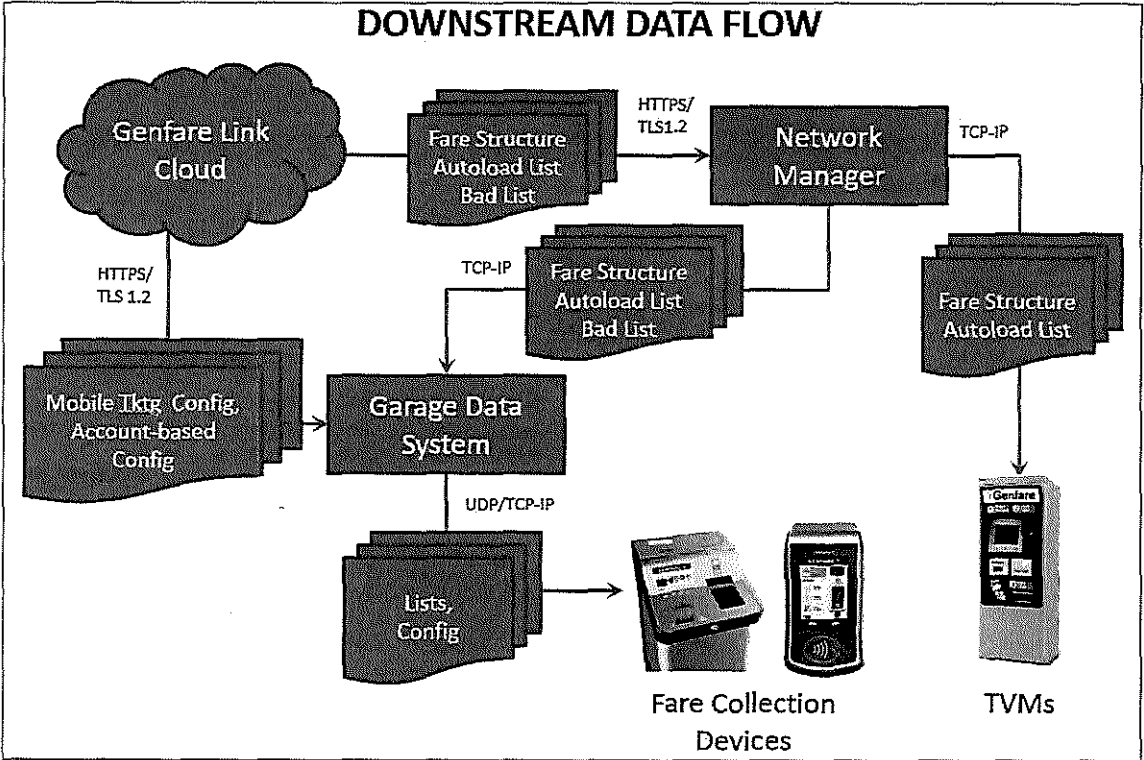 DOWNSTREAM DATA FLOW
Genfare Link
Cloud
Fare Structure
Autoload List
Bad List
HTTPS/
TLS1.2
Network
Manager
TCP-IP
HTTPS/
TLS 1.2
TCP-IP
Fare Structure
Autoload List
Bad List
Fare Structure
Autoload List
Mobile Tktg Config,
Account-based
Config
Garage Data
System
UDP/TCP-IP
Lists,
Config
Genfare
Fare Collection
Devices
TVMs